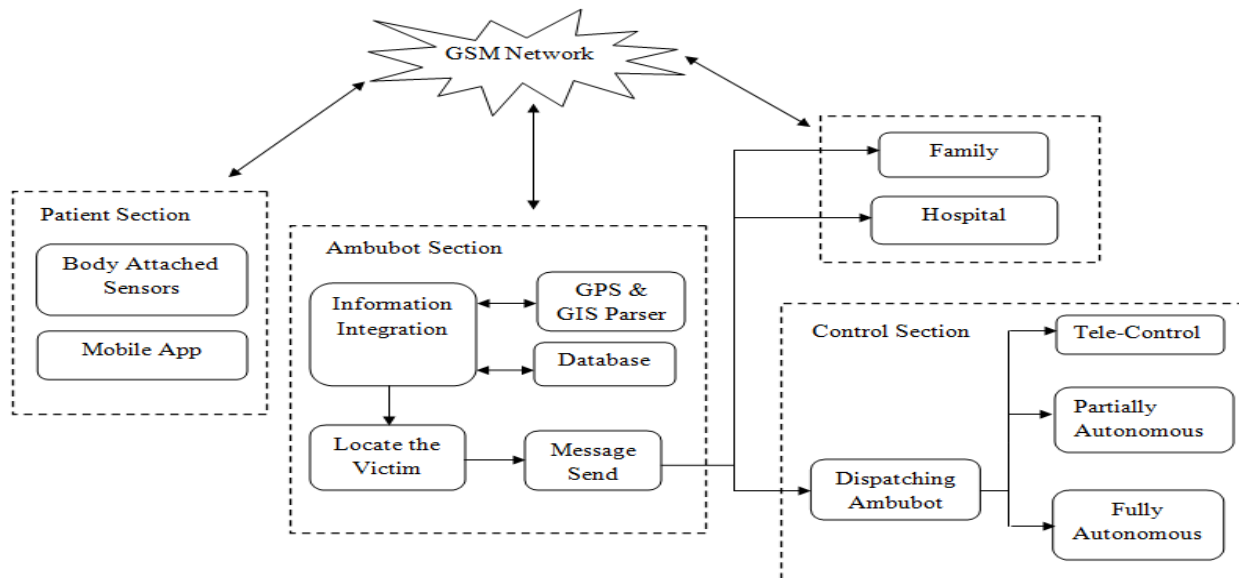 GSM Network
Patient Section
Body Attached
Sensors
Mobile App
Ambubot Section
Information
Integration
GPS &
GIS Parser
Database
Locate the
Victim
Message
Send
Family
Hospital
Control Section
Dispatching
Ambubot
Tele-Control
Partially
Autonomous
Fully
Autonomous